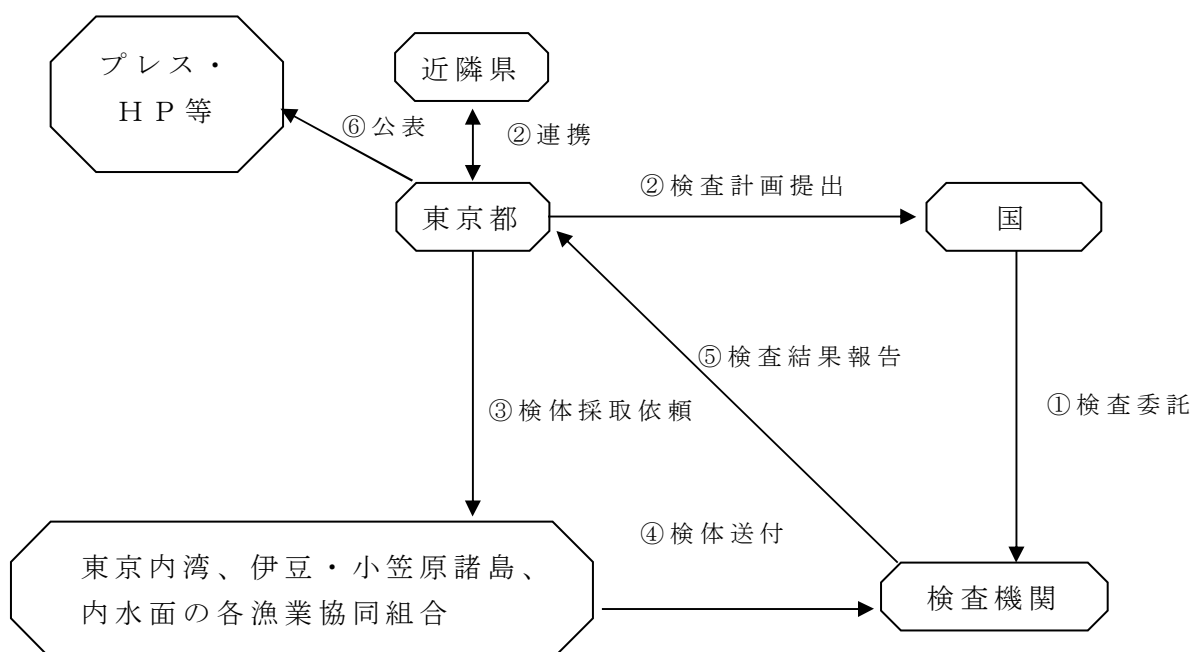 プレス・
ＨＰ等
近隣県
⑥公表
②連携
②検査計画提出
東京都
国
⑤検査結果報告
③検体採取依頼
①検査委託
④検体送付
東京内湾、伊豆・小笠原諸島、
内水面の各漁業協同組合
検査機関